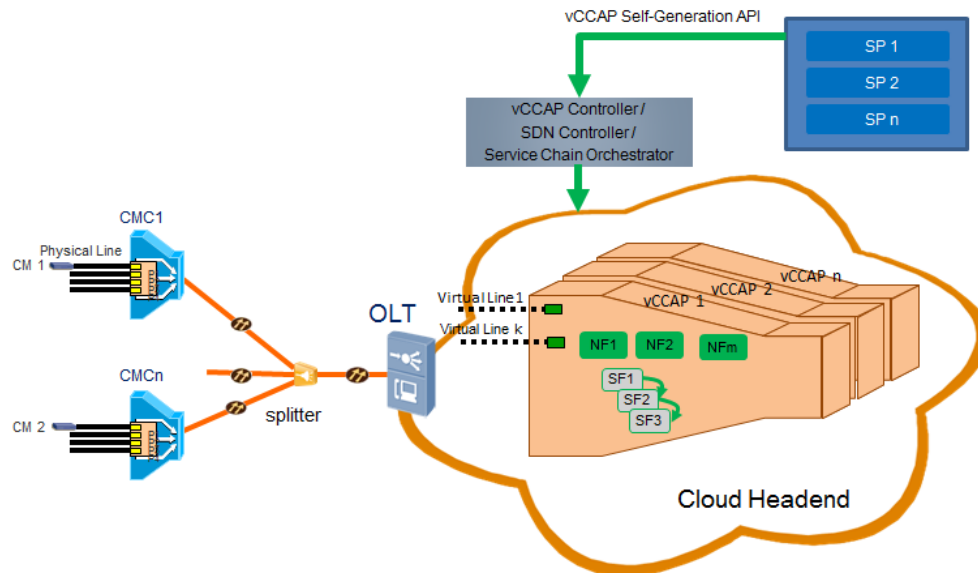 vCCAP Self-Generation API
SP 1
SP 2
SP n
vCCAP Controller /
SDN Controller /
Service Chain Orchestrator
CMC1
Physical Line
CM 1
OLT
Virtual Line 1
Virtual Line k
vCCAP 1
vCCAP 2
vCCAP n
NF1
NF2
NFm
SF1
SF2
SF3
CMCn
CM 2
splitter
Cloud Headend